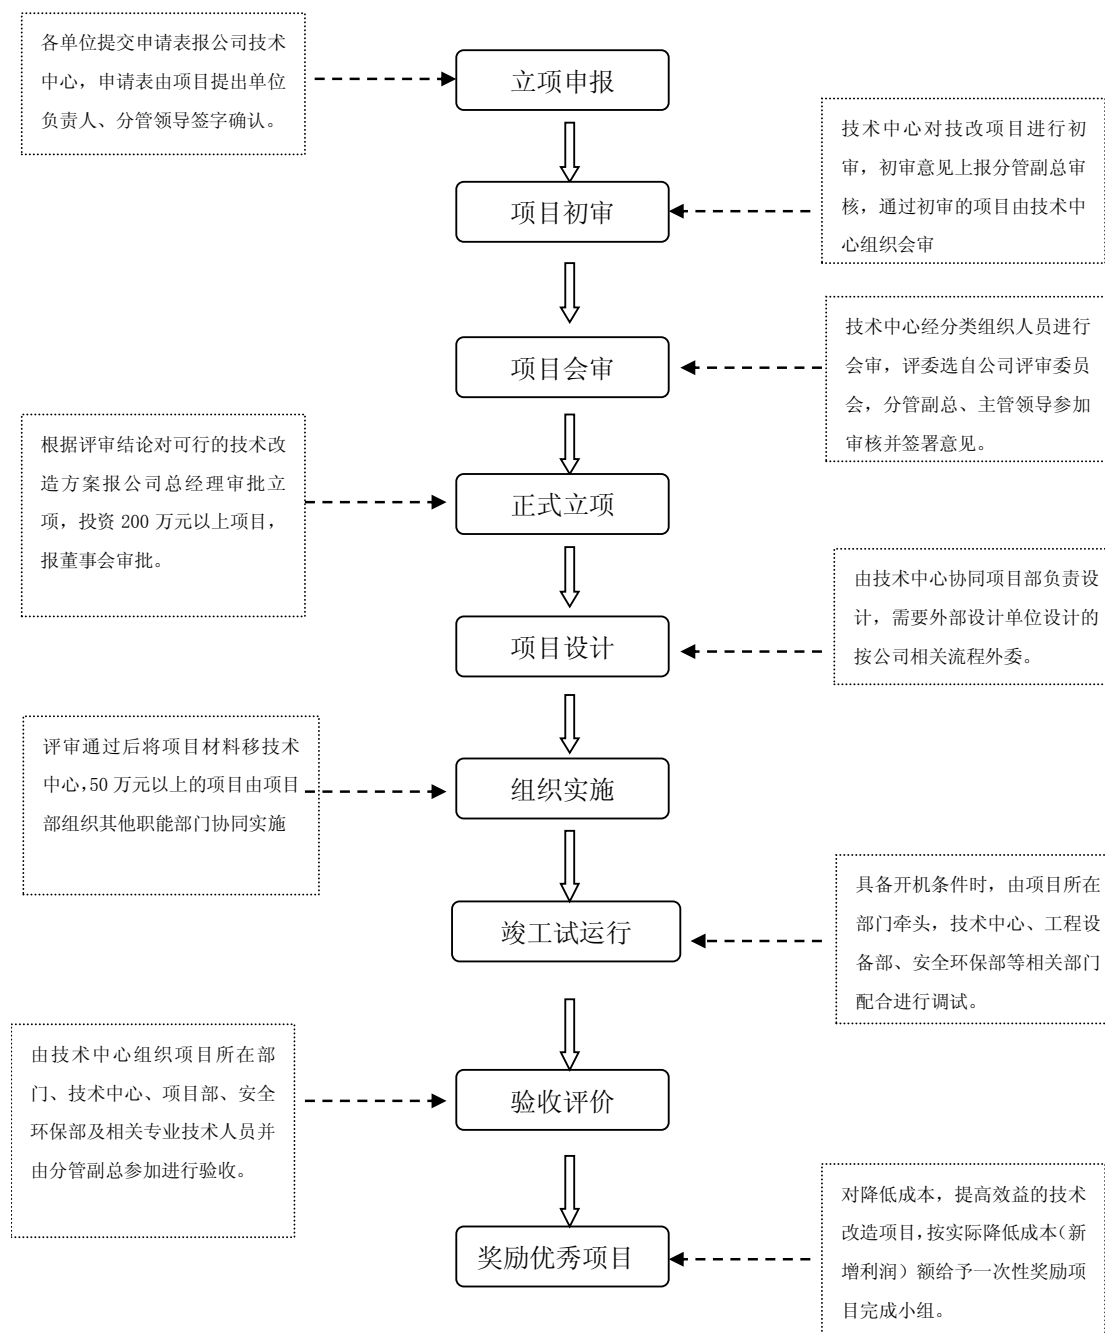 各单位提交申请表报公司技术
中心，申请表由项目提出单位
负责人、分管领导签字确认。
立项申报
技术中心对技改项目进行初
审，初审意见上报分管副总审
核，通过初审的项目由技术中
心组织会审
项目初审
技术中心经分类组织人员进行
会审，评委选自公司评审委员
会，分管副总、主管领导参加
审核并签署意见。
项目会审
根据评审结论对可行的技术改
造方案报公司总经理审批立
项，投资 200 万元以上项目，
报董事会审批。
正式立项
由技术中心协同项目部负责设
计，需要外部设计单位设计的
按公司相关流程外委。
项目设计
评审通过后将项目材料移技术
中心,50 万元以上的项目由项目
部组织其他职能部门协同实施
组织实施
具备开机条件时，由项目所在
部门牵头，技术中心、工程设
备部、安全环保部等相关部门
配合进行调试。
竣工试运行
由技术中心组织项目所在部
门、技术中心、项目部、安全
环保部及相关专业技术人员并
由分管副总参加进行验收。
验收评价
对降低成本，提高效益的技术
改造项目,按实际降低成本（新
增利润）额给予一次性奖励项
目完成小组。
奖励优秀项目